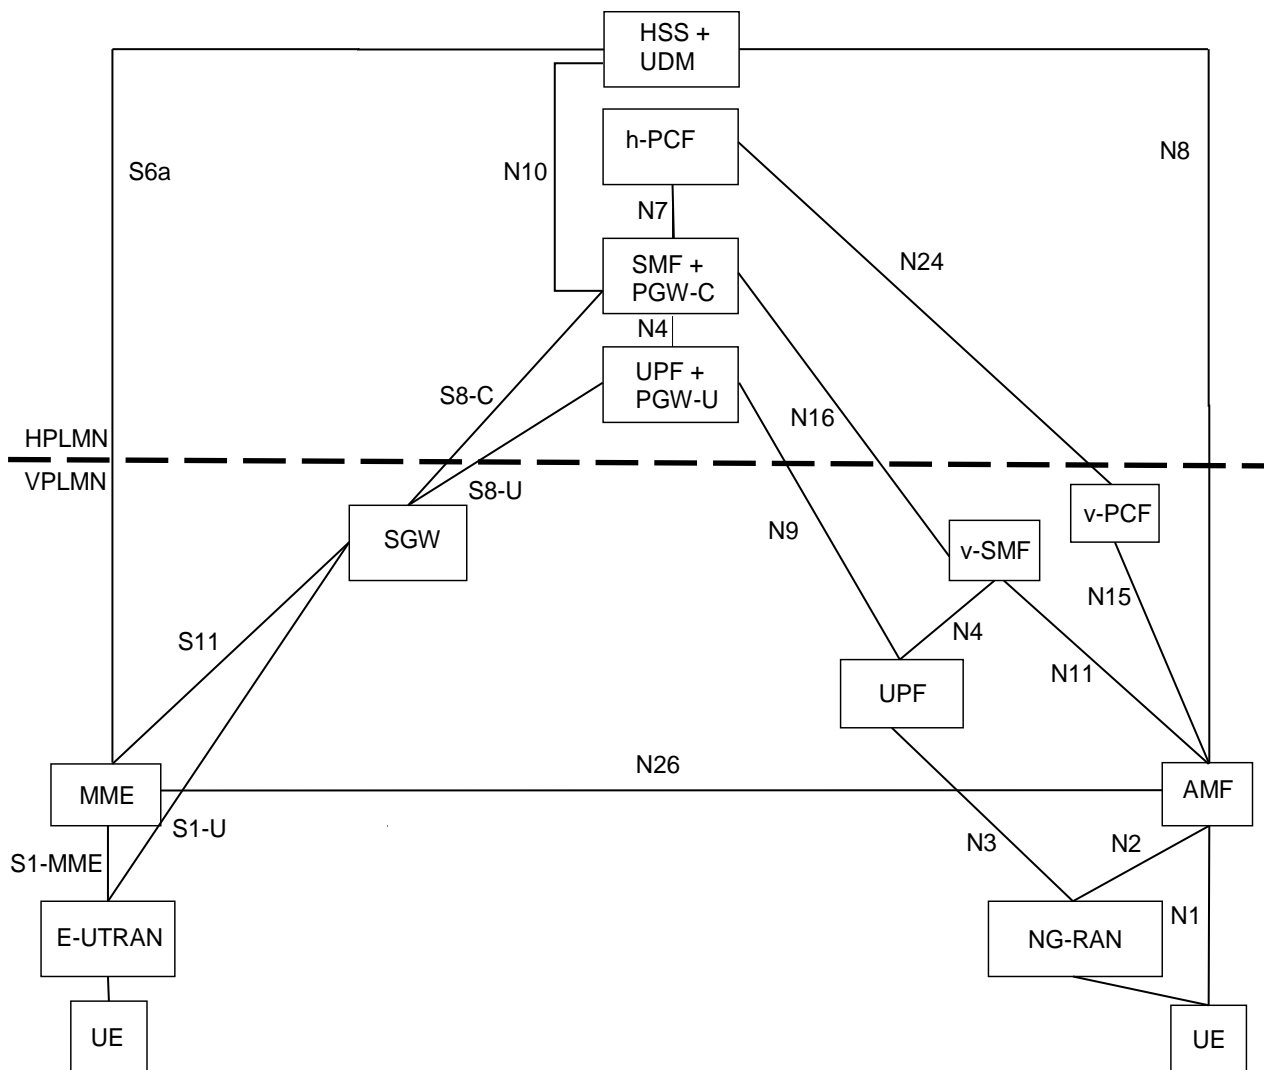 HSS +
UDM
h-PCF
S6a
N10
N8
N7
SMF +
PGW-C
N24
N4
UPF +
PGW-U
S8-C
N16
HPLMN
VPLMN
S8-U
v-PCF
SGW
N9
v-SMF
N15
S11
N4
N11
UPF
N26
MME
AMF
S1-U
S1-MME
N3
N2
N1
E-UTRAN
NG-RAN
UE
UE